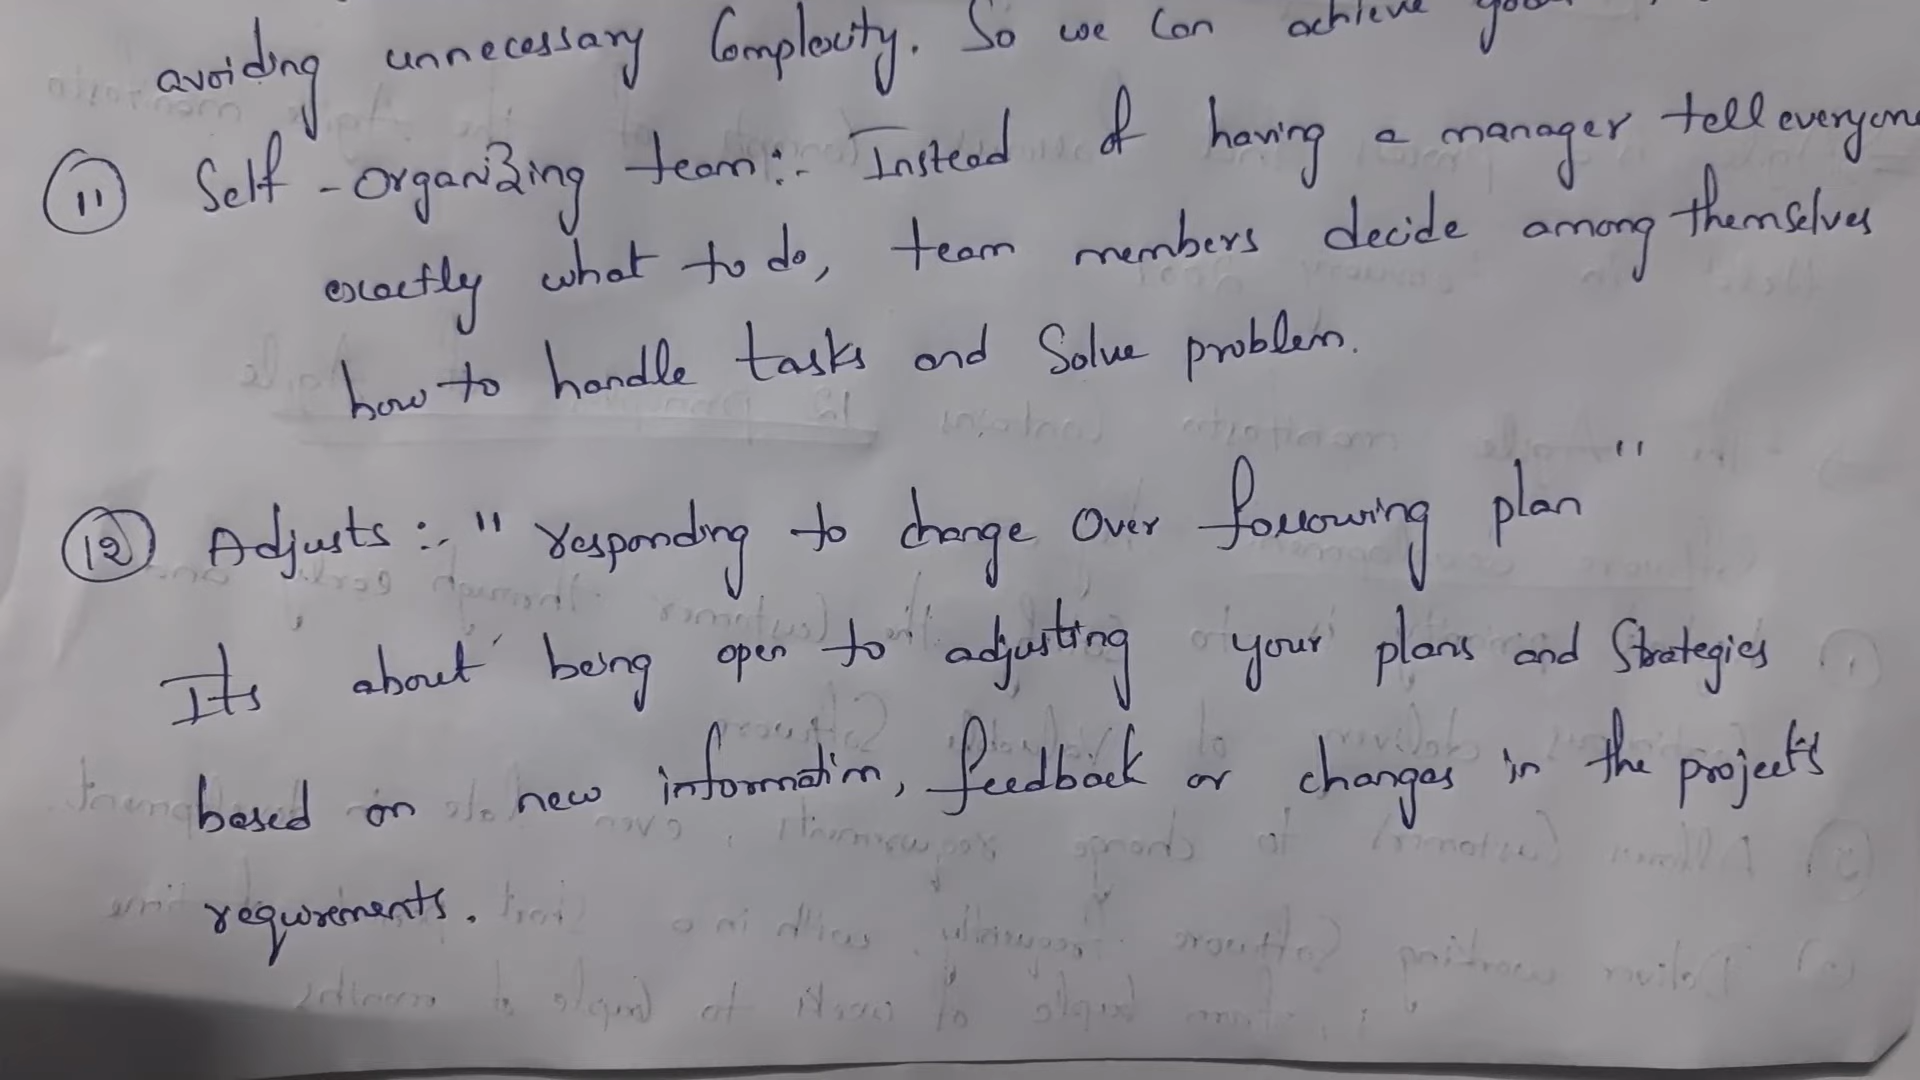 avoiding unnecessary Complexity. So we Can achieve
(11) Self-Organizing team:- Instead of having a manager tell everyone
exactly what to do, team members decide among themselves
how to handle tasks and Solve problem.
(12) Adjusts:- "responding to change Over following plan"
Its about being open to adjusting your plans and Strategies
based on new information, feedback or changes in the project's
requirements.